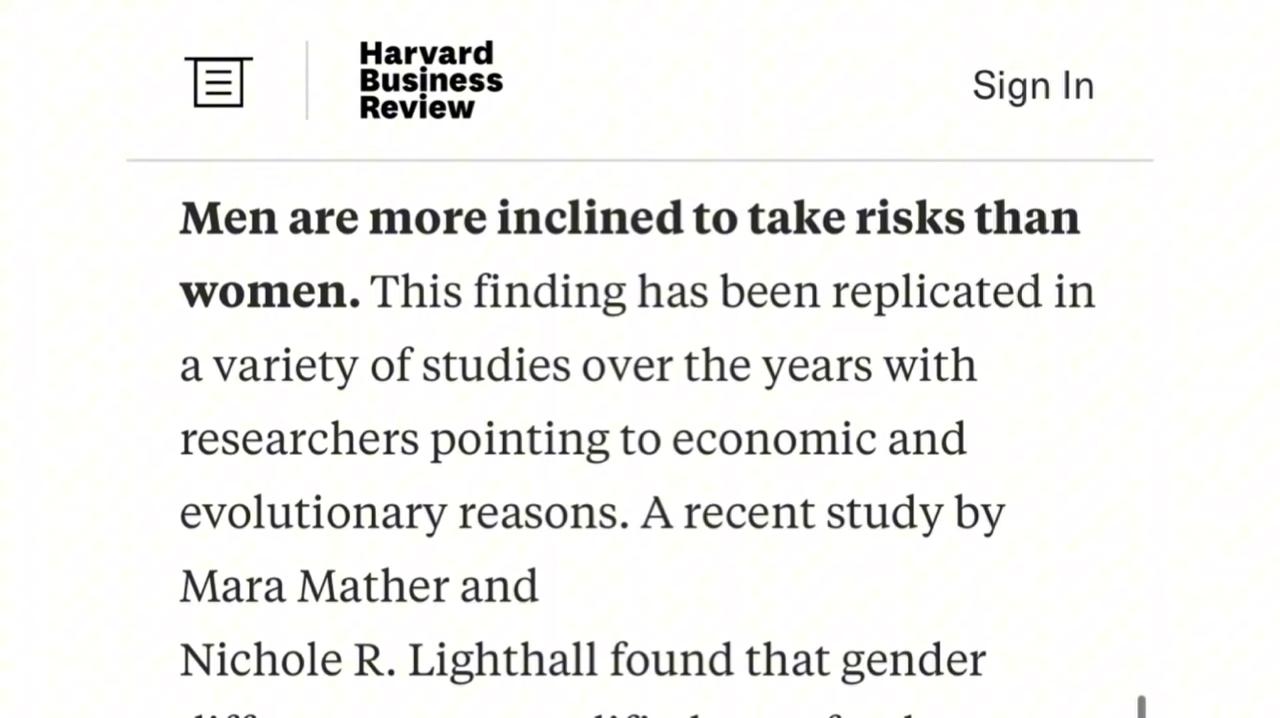 Harvard
Business
Review
Sign In
Men are more inclined to take risks than
women. This finding has been replicated in
a variety of studies over the years with
researchers pointing to economic and
evolutionary reasons. A recent study by
Mara Mather and
Nichole R. Lighthall found that gender